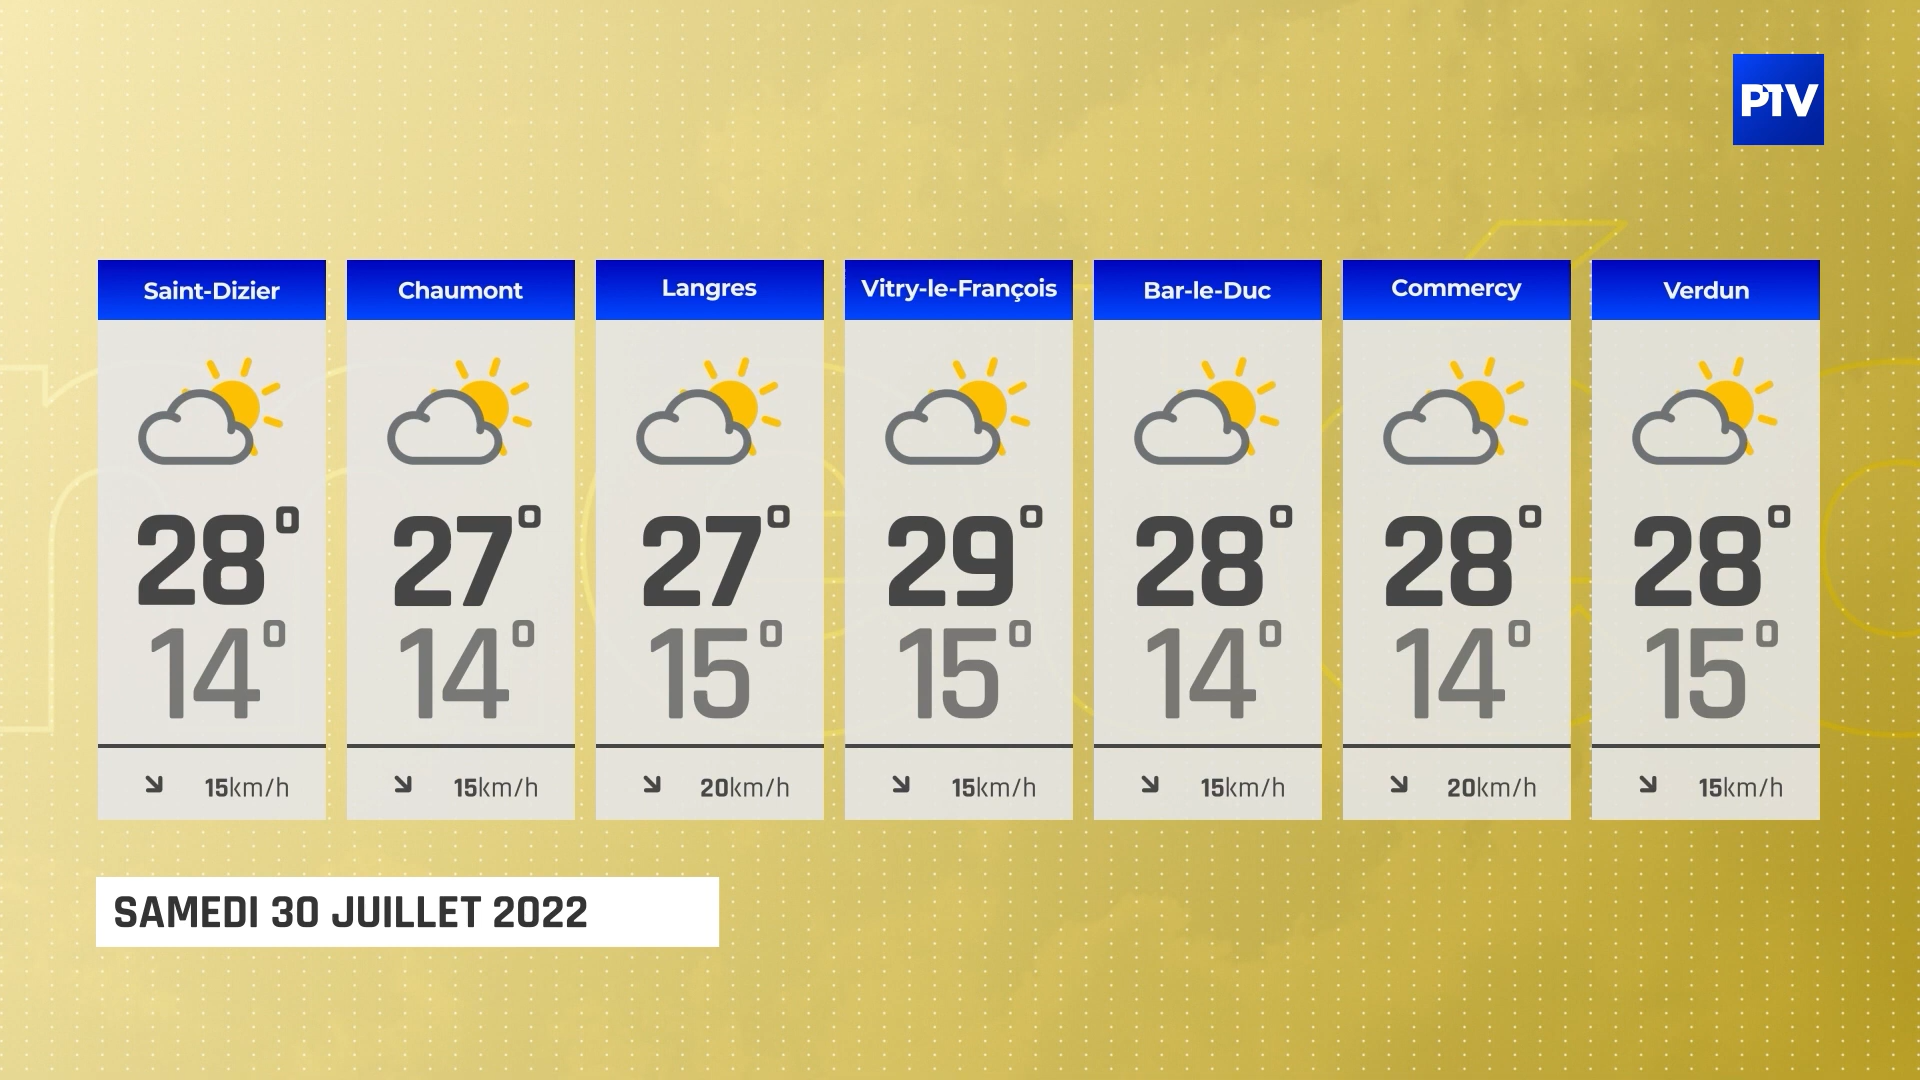 PTV
Saint-Dizier
28°
14°
15km/h
Chaumont
27°
14°
15km/h
Langres
27°
15°
20km/h
Vitry-le-François
29°
15°
15km/h
Bar-le-Duc
28°
14°
15km/h
Commercy
28°
14°
20km/h
Verdun
28°
15°
15km/h
SAMEDI 30 JUILLET 2022